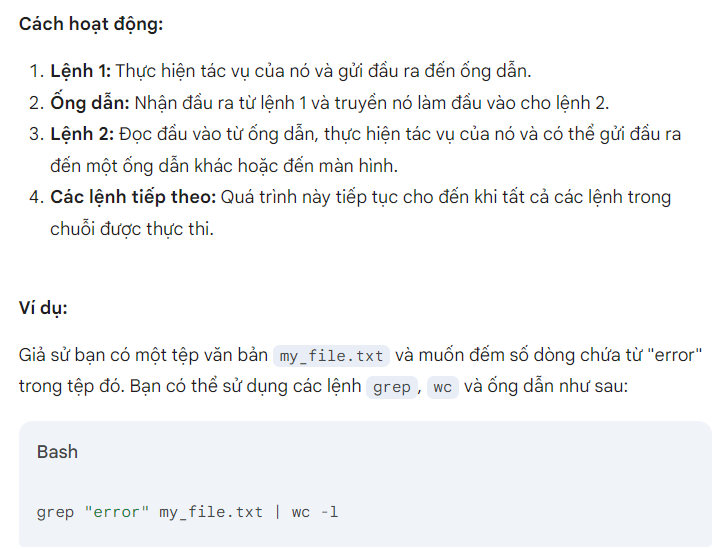 Cách hoạt động:
1. Lệnh 1: Thực hiện tác vụ của nó và gửi đầu ra đến ống dẫn.
2. Ống dẫn: Nhận đầu ra từ lệnh 1 và truyền nó làm đầu vào cho lệnh 2.
3. Lệnh 2: Đọc đầu vào từ ống dẫn, thực hiện tác vụ của nó và có thể gửi đầu ra
đến một ống dẫn khác hoặc đến màn hình.
4. Các lệnh tiếp theo: Quá trình này tiếp tục cho đến khi tất cả các lệnh trong
chuỗi được thực thi.
Ví dụ:
Giả sử bạn có một tệp văn bản my_file.txt và muốn đếm số dòng chứa từ "error"
trong tệp đó. Bạn có thể sử dụng các lệnh grep, wc và ống dẫn như sau:
Bash
grep "error" my_file.txt | wc -l